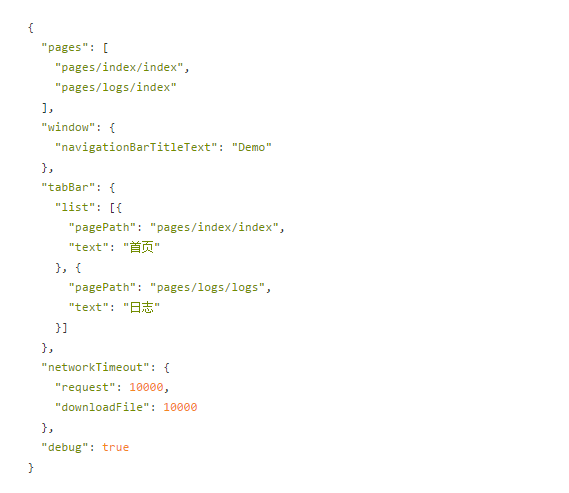 {
  "pages": [
    "pages/index/index",
    "pages/logs/index"
  ],
  "window": {
    "navigationBarTitleText": "Demo"
  },
  "tabBar": {
    "list": [{
      "pagePath": "pages/index/index",
      "text": "首页"
    }, {
      "pagePath": "pages/logs/logs",
      "text": "日志"
    }]
  },
  "networkTimeout": {
    "request": 10000,
    "downloadFile": 10000
  },
  "debug": true
}